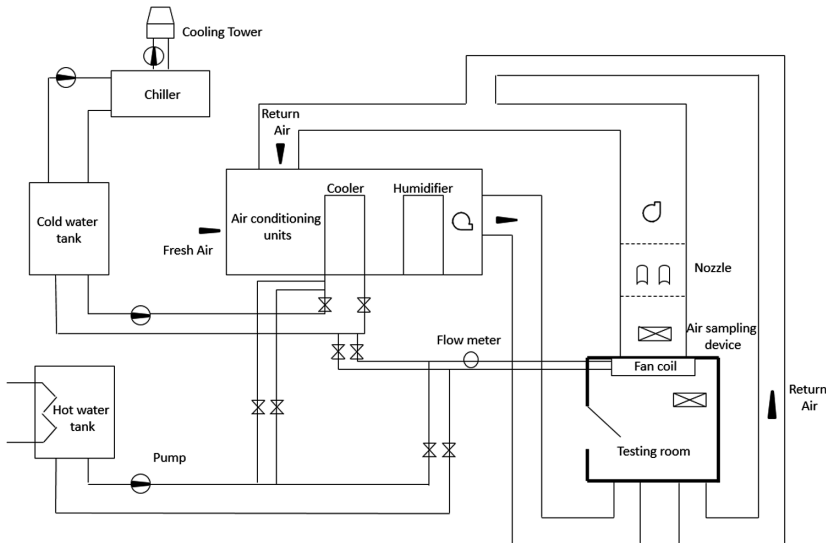 Cooling Tower
Chiller
Return
Air
Cooler
Humidifier
Air conditioning
units
Fresh Air
Cold water
tank
Nozzle
Air sampling
device
Flow meter
Fan coil
Return
Air
Hot water
tank
Pump
Testing room